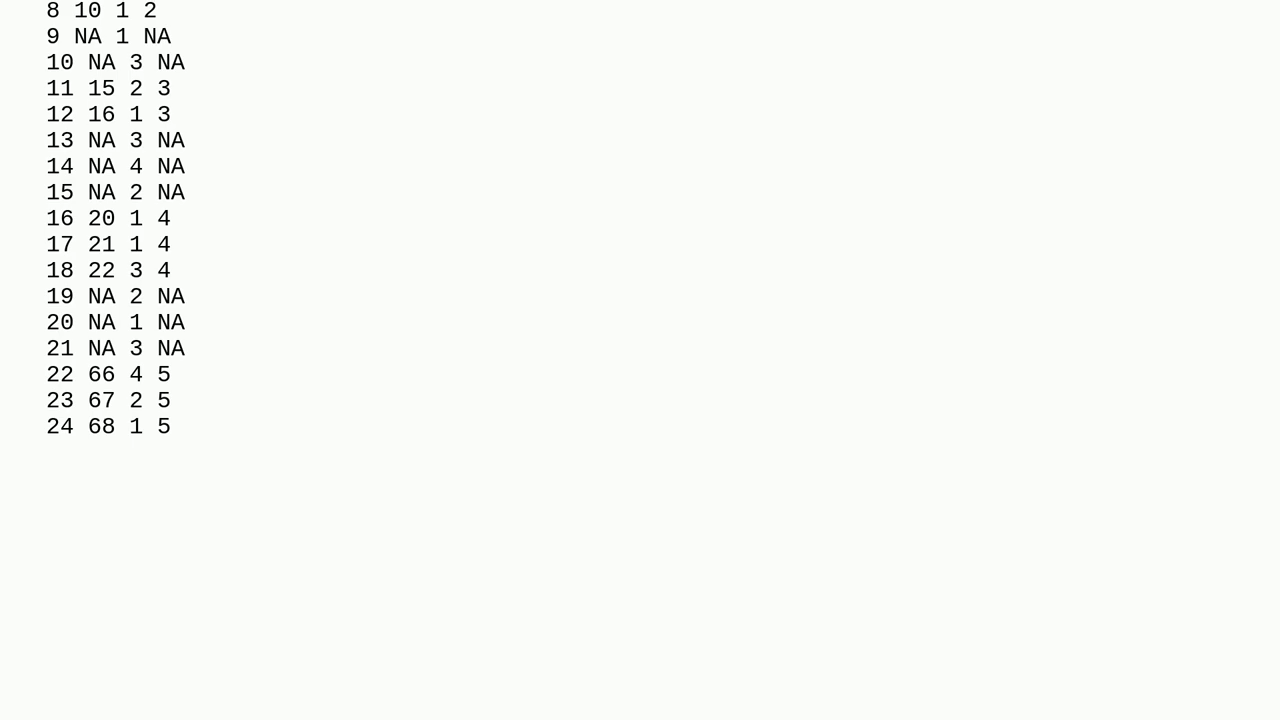 8 10 1 2
9 NA 1 NA
10 NA 3 NA
11 15 2 3
12 16 1 3
13 NA 3 NA
14 NA 4 NA
15 NA 2 NA
16 20 1 4
17 21 1 4
18 22 3 4
19 NA 2 NA
20 NA 1 NA
21 NA 3 NA
22 66 4 5
23 67 2 5
24 68 1 5